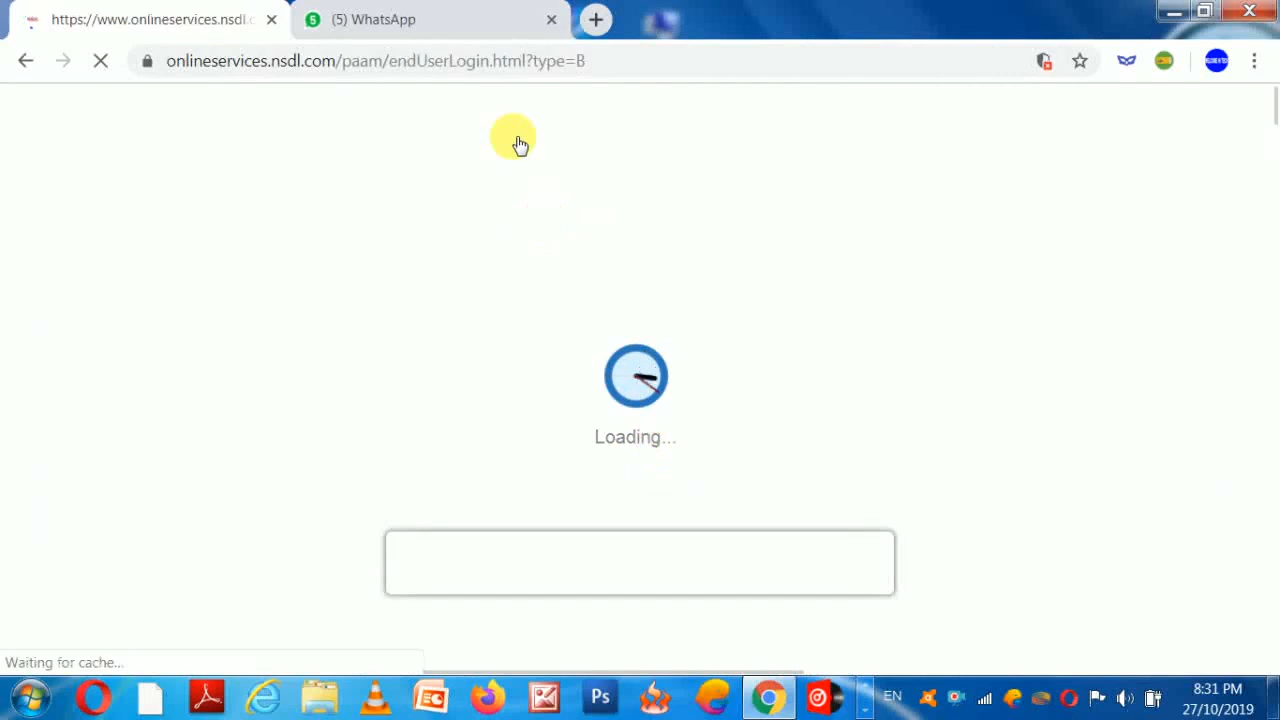 https://www.onlineservices.nsdl.c
(5) WhatsApp
onlineservices.nsdl.com/paam/endUserLogin.html?type=B
Loading...
Waiting for cache...
Ps
EN
8:31 PM
27/10/2019